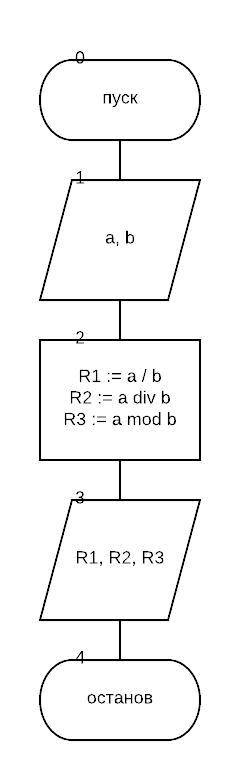 0
пуск
1
a, b
2
R1 := a / b
R2 := a div b
R3 := a mod b
3
R1, R2, R3
4
останов